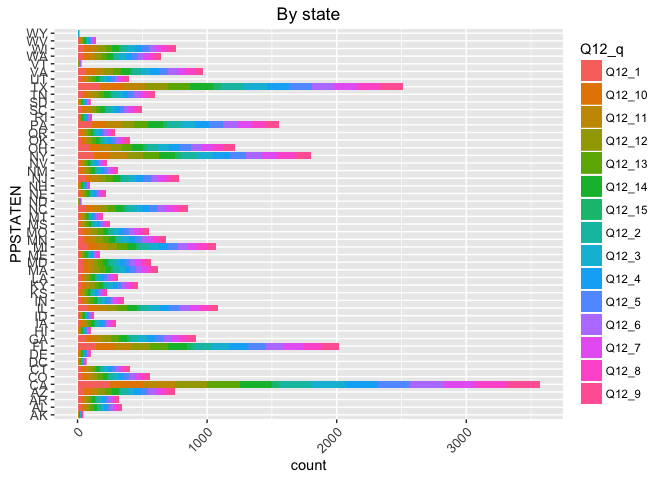 By state
PPSTATEN
WY
WV
WI
WA
VT
VA
UT
TX
TN
SD
SC
RI
PA
OR
OK
OH
NY
NV
NM
NJ
NH
NE
ND
NC
MT
MS
MO
MN
MI
ME
MD
MA
LA
KY
KS
IN
IL
ID
IA
HI
GA
FL
DE
DC
CT
CO
CA
AZ
AR
AL
AK
0 1000 2000 3000
count
Q12_q
Q12_1
Q12_10
Q12_11
Q12_12
Q12_13
Q12_14
Q12_15
Q12_2
Q12_3
Q12_4
Q12_5
Q12_6
Q12_7
Q12_8
Q12_9